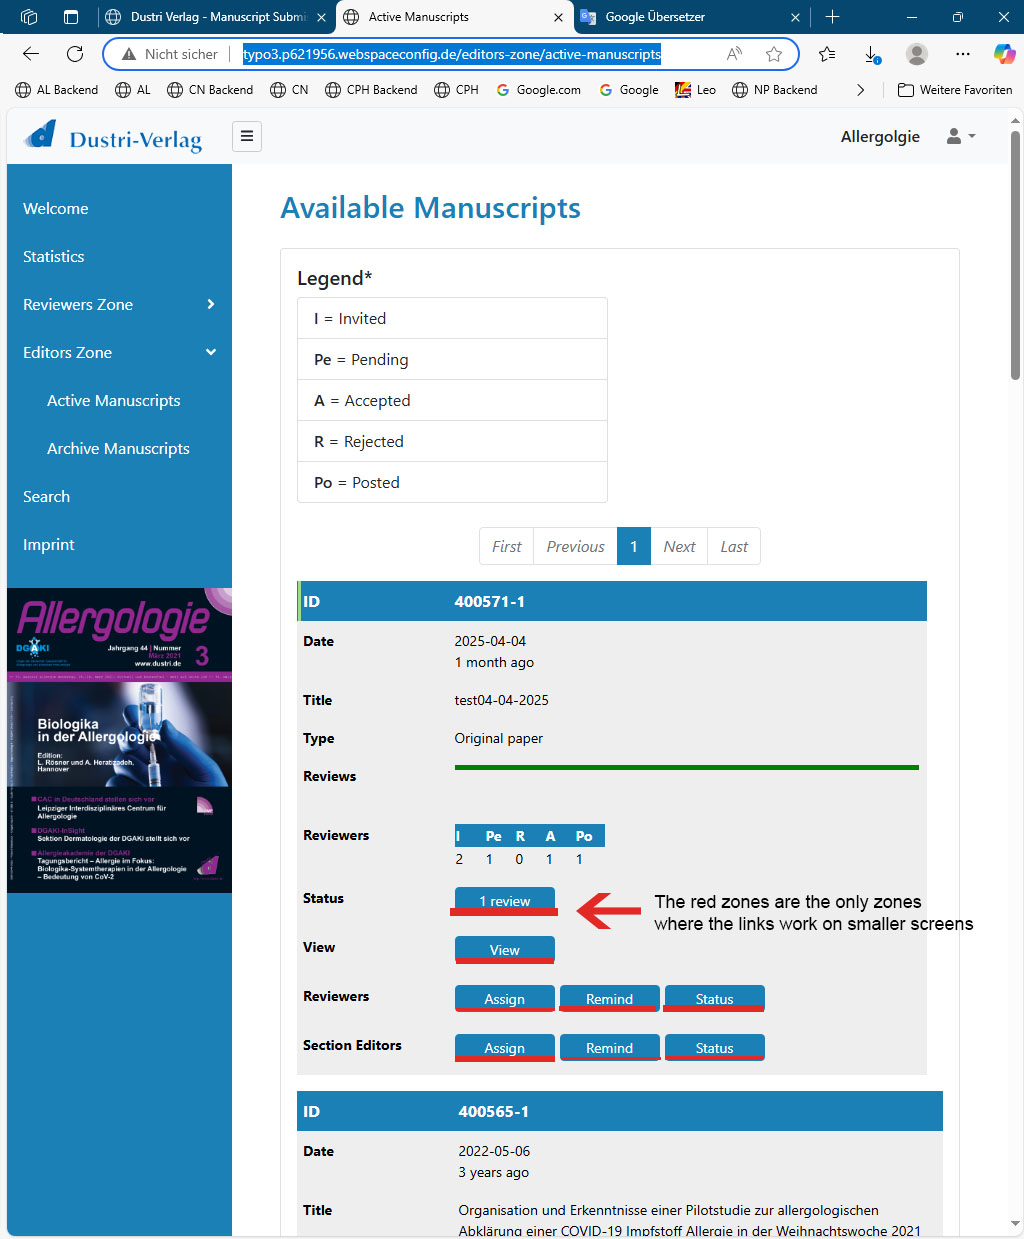 Dustri Verlag - Manuscript Submis
Active Manuscripts
Google Übersetzer
Nicht sicher
typo3.p621956.webspaceconfig.de/editors-zone/active-manuscripts
AL Backend
AL
CN Backend
CN
CPH Backend
CPH
Google.com
Google
Leo
NP Backend
Weitere Favoriten
Dustri-Verlag
Allergolgie
Welcome
Statistics
Reviewers Zone
Editors Zone
Active Manuscripts
Archive Manuscripts
Search
Imprint
Allergologie
DGAKI
Jahrgang 44 | Nummer
März 2021
www.dustri.de
3
Biologika
in der Allergologie
Edition:
L. Rösner und A. Heratizadeh,
Hannover
CAC in Deutschland stellen sich vor
Leipziger Interdisziplinäres Centrum für
Allergologie
DGAKI-InSight
Sektion Dermatologie der DGAKI stellt sich vor
Allergieakademie der DGAKI
Tagungsbericht – Allergie im Fokus:
Biologika-Systemtherapien in der Allergologie
– Bedeutung von CoV-2
Available Manuscripts
Legend*
I = Invited
Pe = Pending
A = Accepted
R = Rejected
Po = Posted
First Previous 1 Next Last
ID 400571-1
Date 2025-04-04
1 month ago
Title test04-04-2025
Type Original paper
Reviews
Reviewers I Pe R A Po
2 1 0 1 1
Status 1 review
The red zones are the only zones
where the links work on smaller screens
View View
Reviewers Assign Remind Status
Section Editors Assign Remind Status
ID 400565-1
Date 2022-05-06
3 years ago
Title Organisation und Erkenntnisse einer Pilotstudie zur allergologischen
Abklärung einer COVID-19 Impfstoff Allergie in der Weihnachtswoche 2021